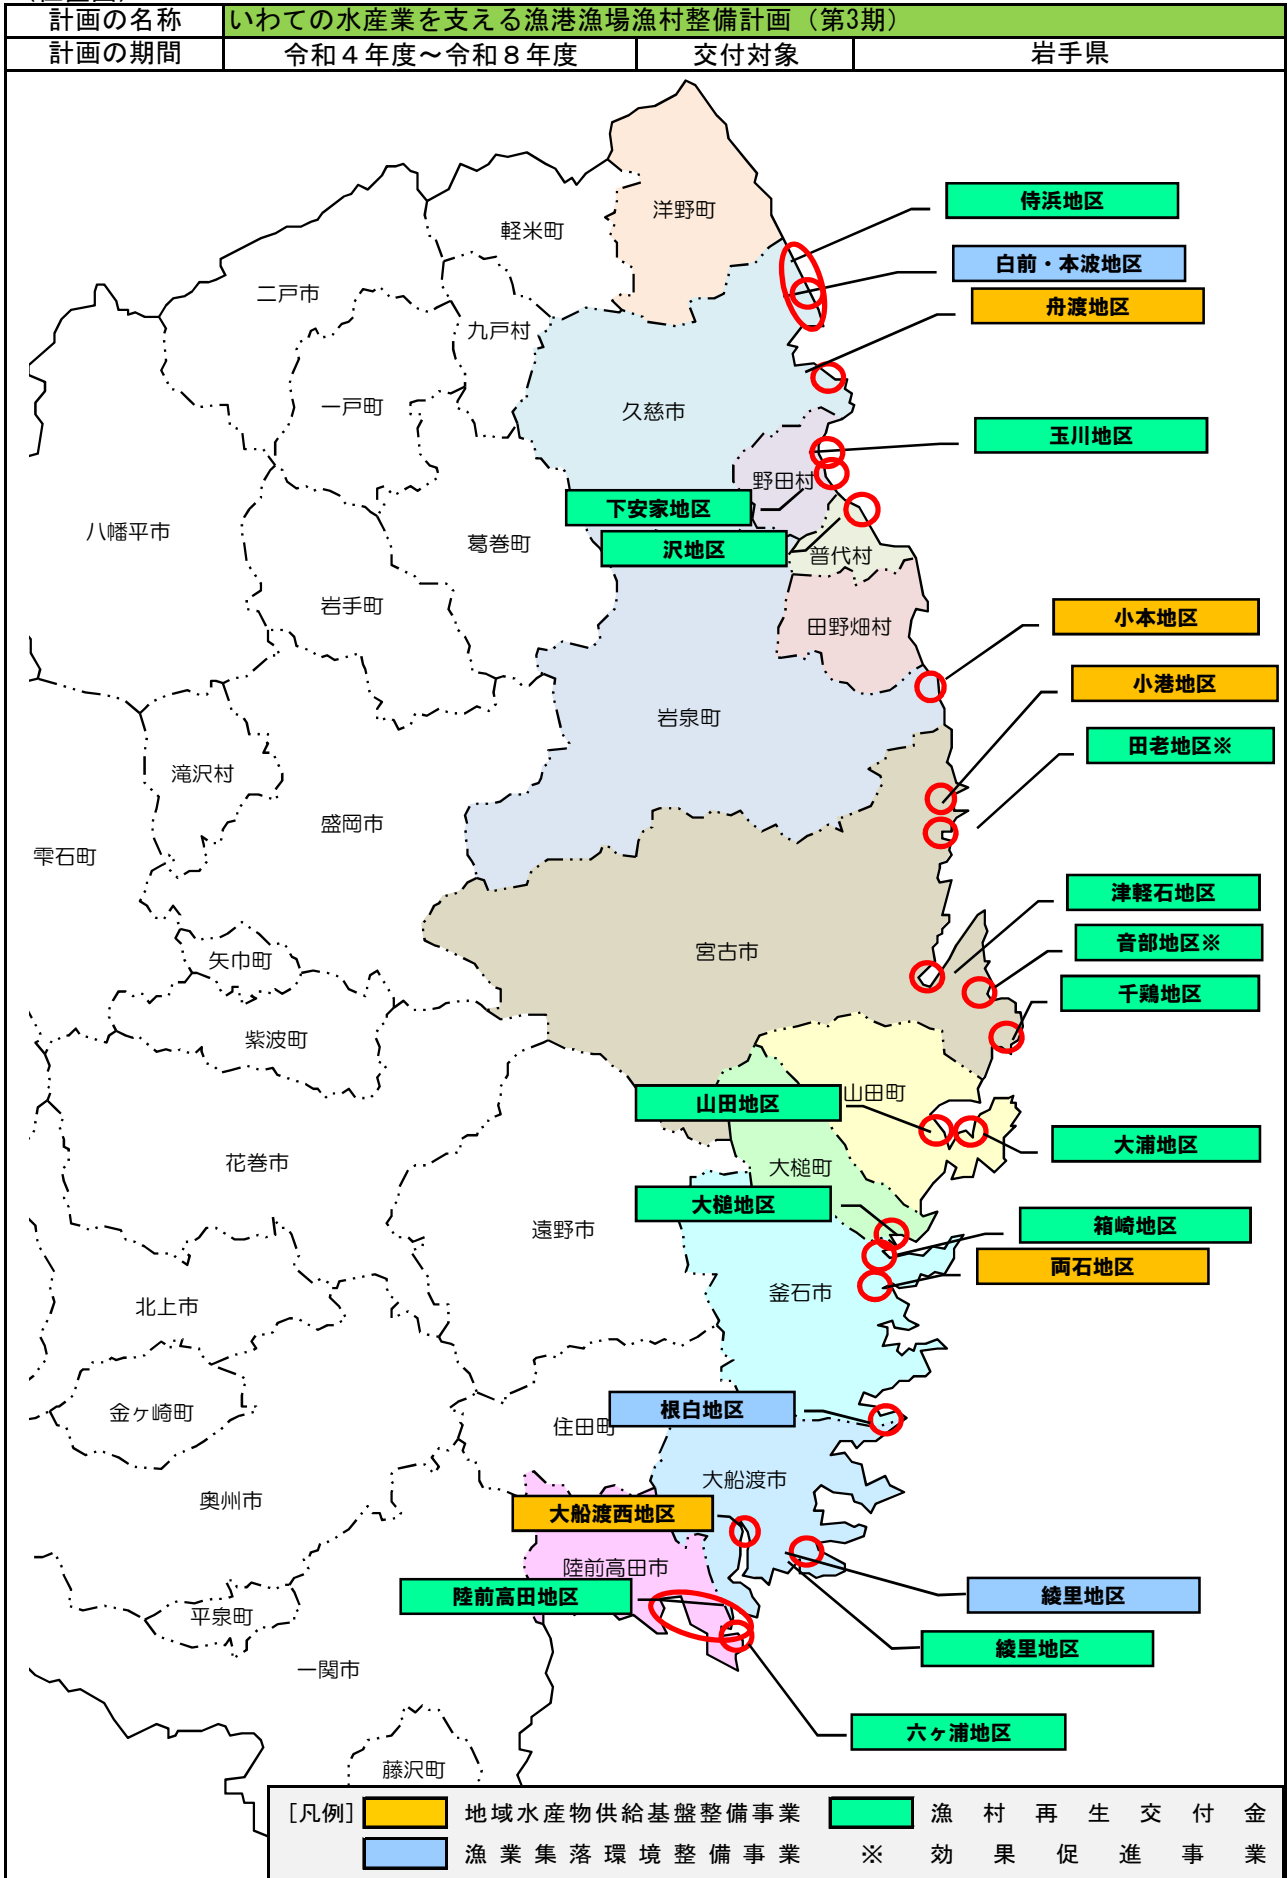 計画の名称 いわての水産業を支える漁港漁場漁村整備計画（第3期）
計画の期間 令和４年度～令和８年度 交付対象 岩手県
洋野町
侍浜地区
軽米町
白前・本波地区
二戸市
舟渡地区
九戸村
一戸町
久慈市
玉川地区
野田村
下安家地区
八幡平市
葛巻町
沢地区
普代村
岩手町
小本地区
田野畑村
小港地区
岩泉町
田老地区※
滝沢村
盛岡市
雫石町
津軽石地区
音部地区※
宮古市
矢巾町
千鶏地区
紫波町
山田町
山田地区
大浦地区
花巻市
大槌町
大槌地区
箱崎地区
遠野市
両石地区
釜石市
北上市
金ヶ崎町
根白地区
住田町
大船渡市
奥州市
大船渡西地区
陸前高田市
陸前高田地区
綾里地区
平泉町
綾里地区
一関市
六ヶ浦地区
藤沢町
［凡例］ 地域水産物供給基盤整備事業 漁村再生交付金
漁業集落環境整備事業 ※ 効果促進事業